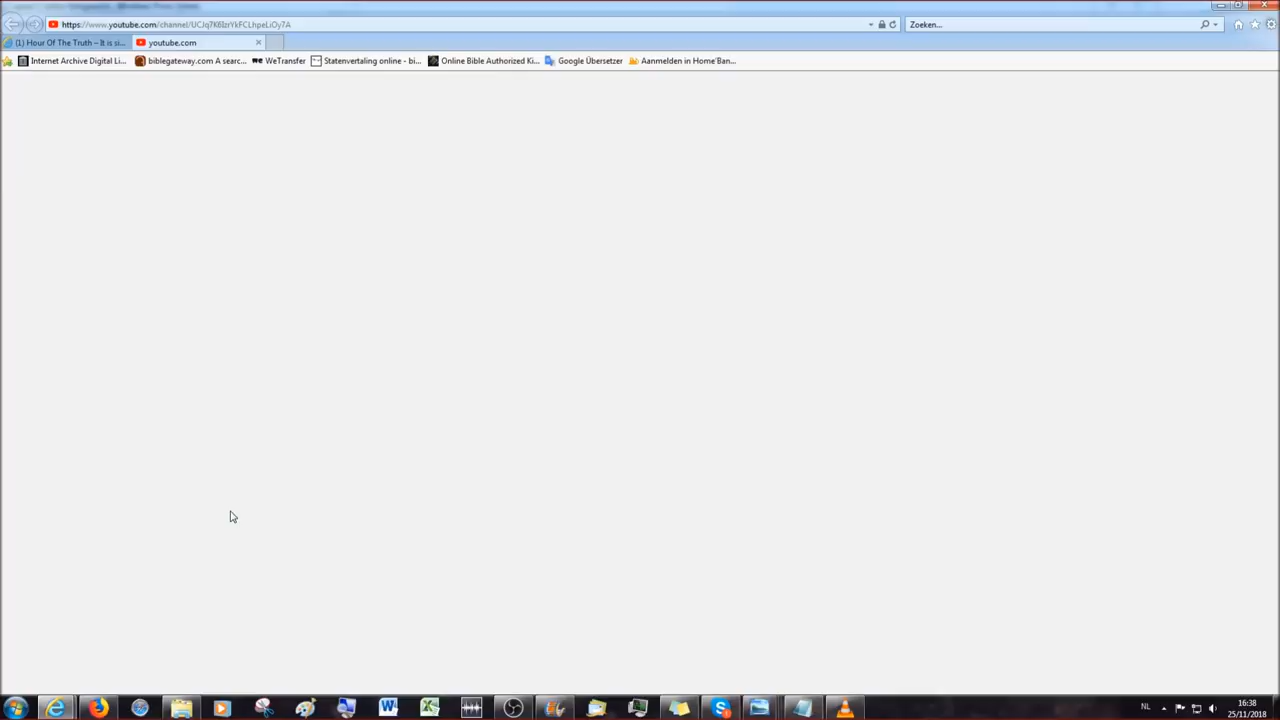 https://www.youtube.com/channel/UCJq7K6IzrYkFCLhpeLiOy7A
Zoeken...
(1) Hour Of The Truth – It is si...
youtube.com
Internet Archive Digital Li...
biblegateway.com A searc...
WeTransfer
Statenvertaling online - bi...
Online Bible Authorized Ki...
Google Übersetzer
Aanmelden in Home'Ban...
NL
16:38
25/11/2018